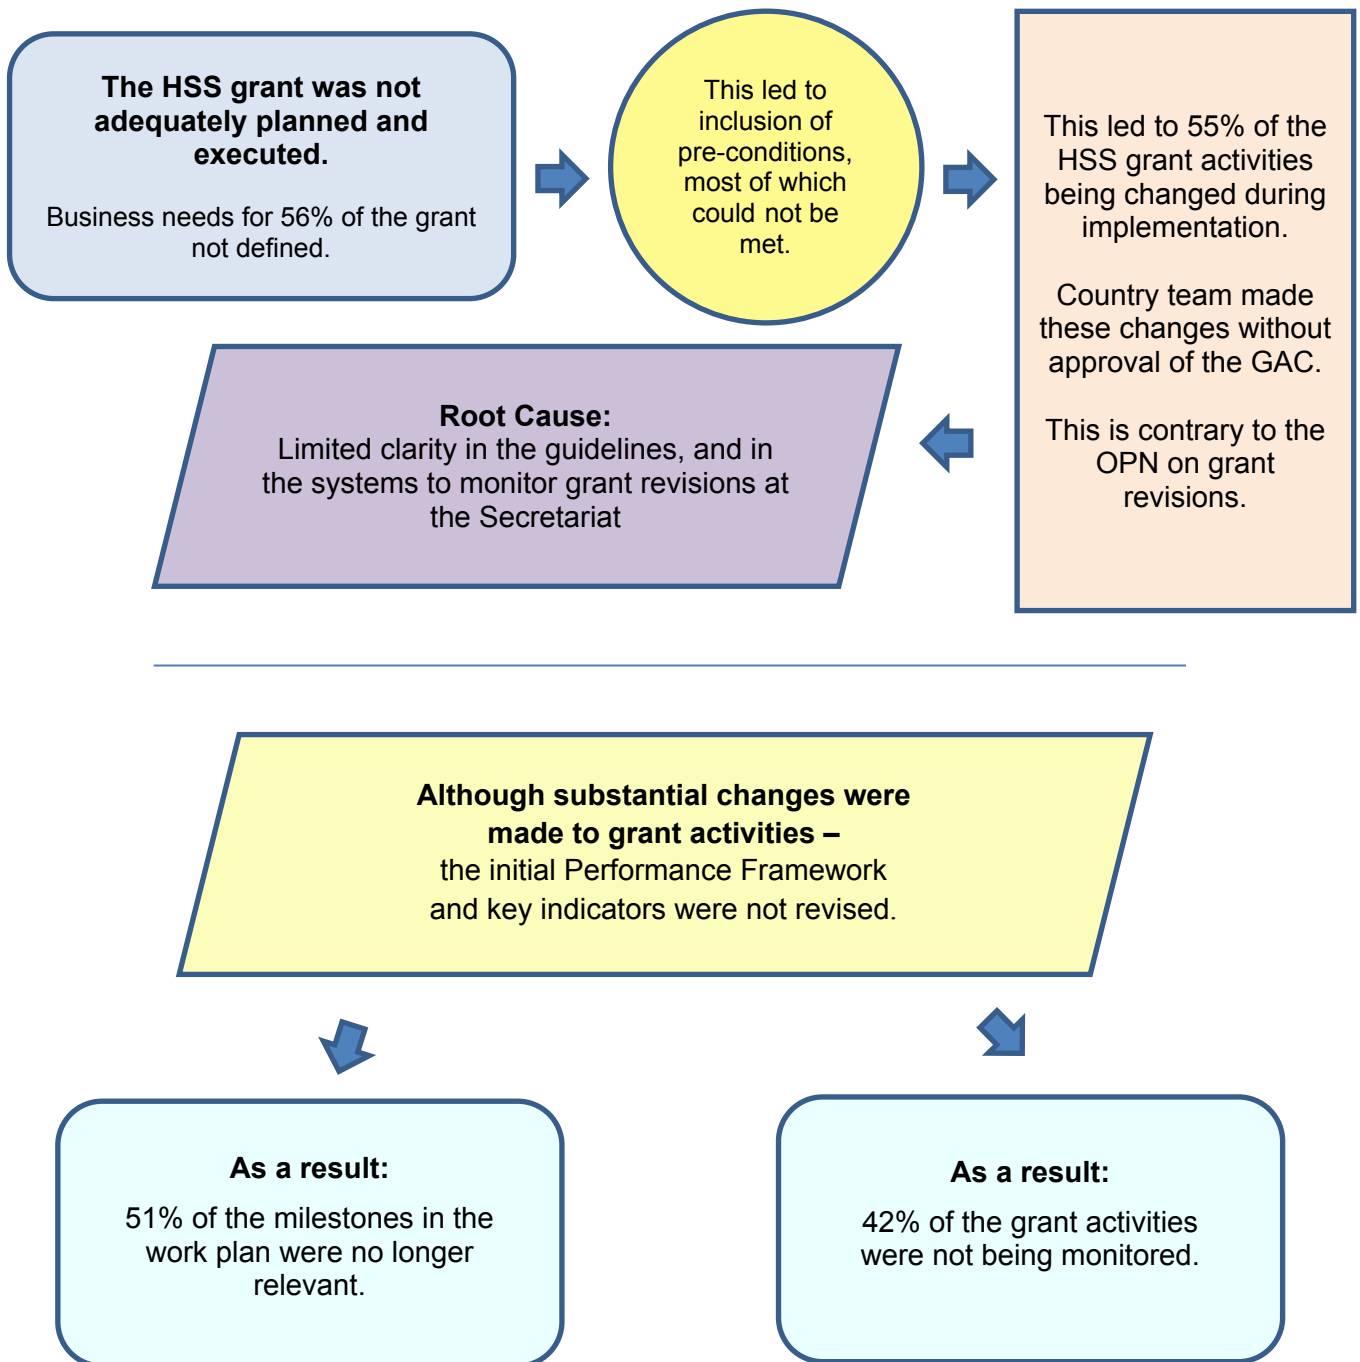 The HSS grant was not
adequately planned and
executed.
Business needs for 56% of the grant
not defined.
This led to
inclusion of
pre-conditions,
most of which
could not be
met.
This led to 55% of the
HSS grant activities
being changed during
implementation.
Country team made
these changes without
approval of the GAC.
This is contrary to the
OPN on grant
revisions.
Root Cause:
Limited clarity in the guidelines, and in
the systems to monitor grant revisions at
the Secretariat
Although substantial changes were
made to grant activities –
the initial Performance Framework
and key indicators were not revised.
As a result:
51% of the milestones in the
work plan were no longer
relevant.
As a result:
42% of the grant activities
were not being monitored.